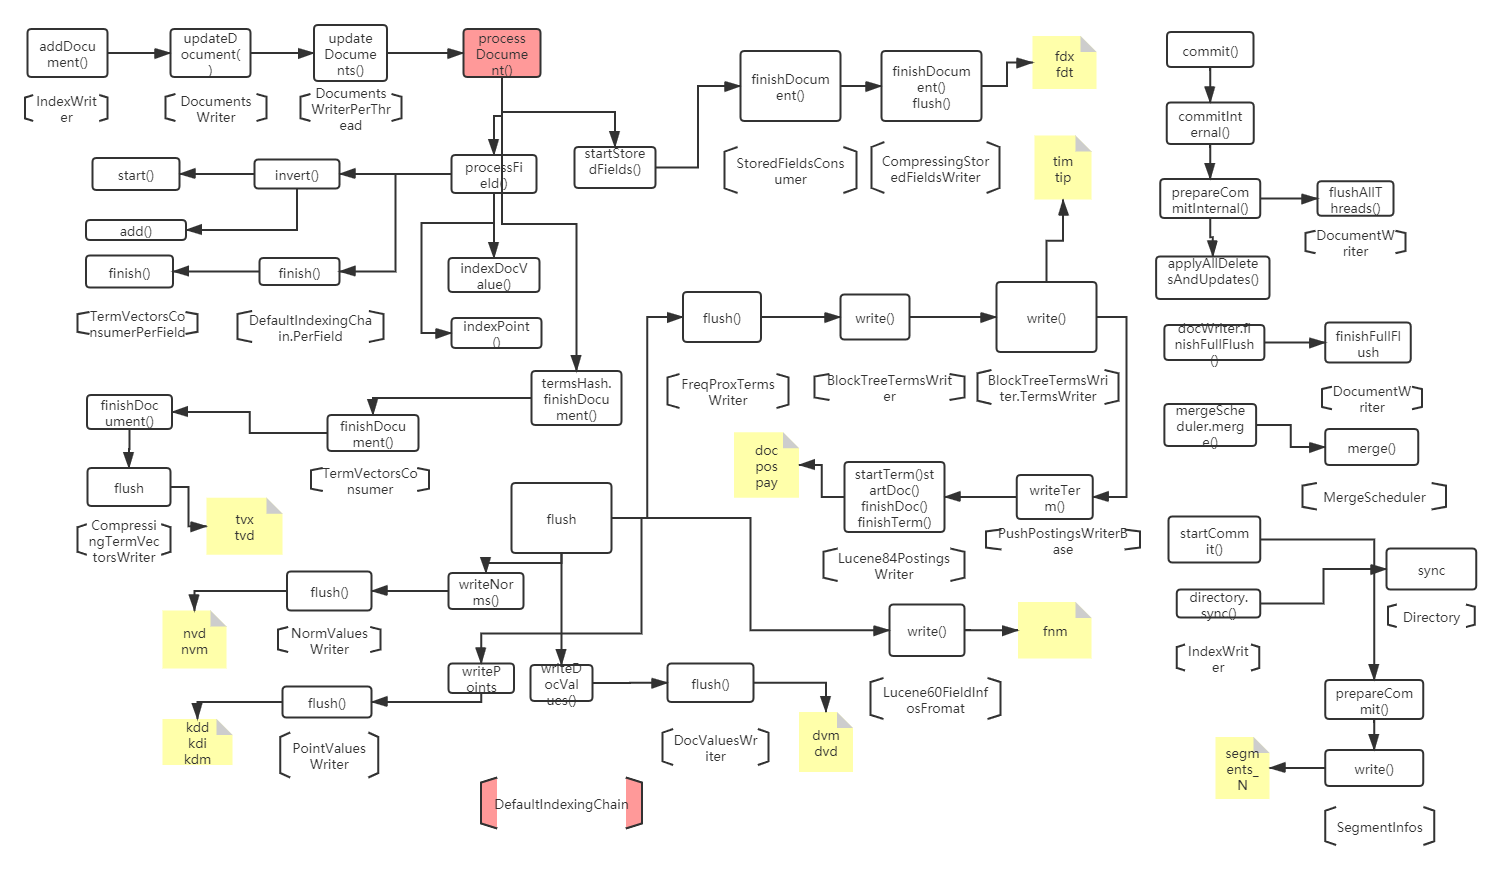 addDocu
ment()
updateD
ocument(
)
update
Docume
nts()
process
Docume
nt()
[IndexWrit
er]
[Documents
Writer]
[Documents
WriterPerThr
ead]
start()
invert()
processFi
eld()
startStore
dFields()
add()
finish()
finish()
indexDocV
alue()
indexPoint
()
[TermVectorsCo
nsumerPerField]
[DefaultIndexingCha
in.PerField]
termsHash.
finishDocu
ment()
finishDocu
ment()
finishDoc
ument()
[TermVectorsCo
nsumer]
flush
[Compressi
ngTermVec
torsWriter]
tvx
tvd
finishDocum
ent()
finishDocum
ent()
flush()
fdx
fdt
[StoredFieldsCons
umer]
[CompressingStor
edFieldsWriter]
tim
tip
flush()
write()
write()
[FreqProxTerms
Writer]
[BlockTreeTermsWrit
er]
[BlockTreeTermsWri
ter.TermsWriter]
doc
pos
pay
startTerm()st
artDoc()
finishDoc()
finishTerm()
writeTer
m()
[PushPostingsWriterB
ase]
[Lucene84Postings
Writer]
flush
writeNor
ms()
flush()
nvd
nvm
[NormValues
Writer]
writeP
oints
flush()
kdd
kdi
kdm
[PointValues
Writer]
writeD
ocVal
ues()
flush()
dvm
dvd
[DocValuesWr
iter]
write()
fnm
[Lucene60FieldInf
osFromat]
[DefaultIndexingChain]
commit()
commitInt
ernal()
prepareCom
mitInternal()
flushAllT
hreads()
[DocumentW
riter]
applyAllDelet
esAndUpdates()
docWriter.fi
nishFullFlush
()
finishFullFl
ush
[DocumentW
riter]
mergeSche
duler.merg
e()
merge()
[MergeScheduler]
startComm
it()
sync
directory.
sync()
[Directory]
[IndexWrit
er]
prepareCom
mit()
write()
segm
ents_
N
[SegmentInfos]